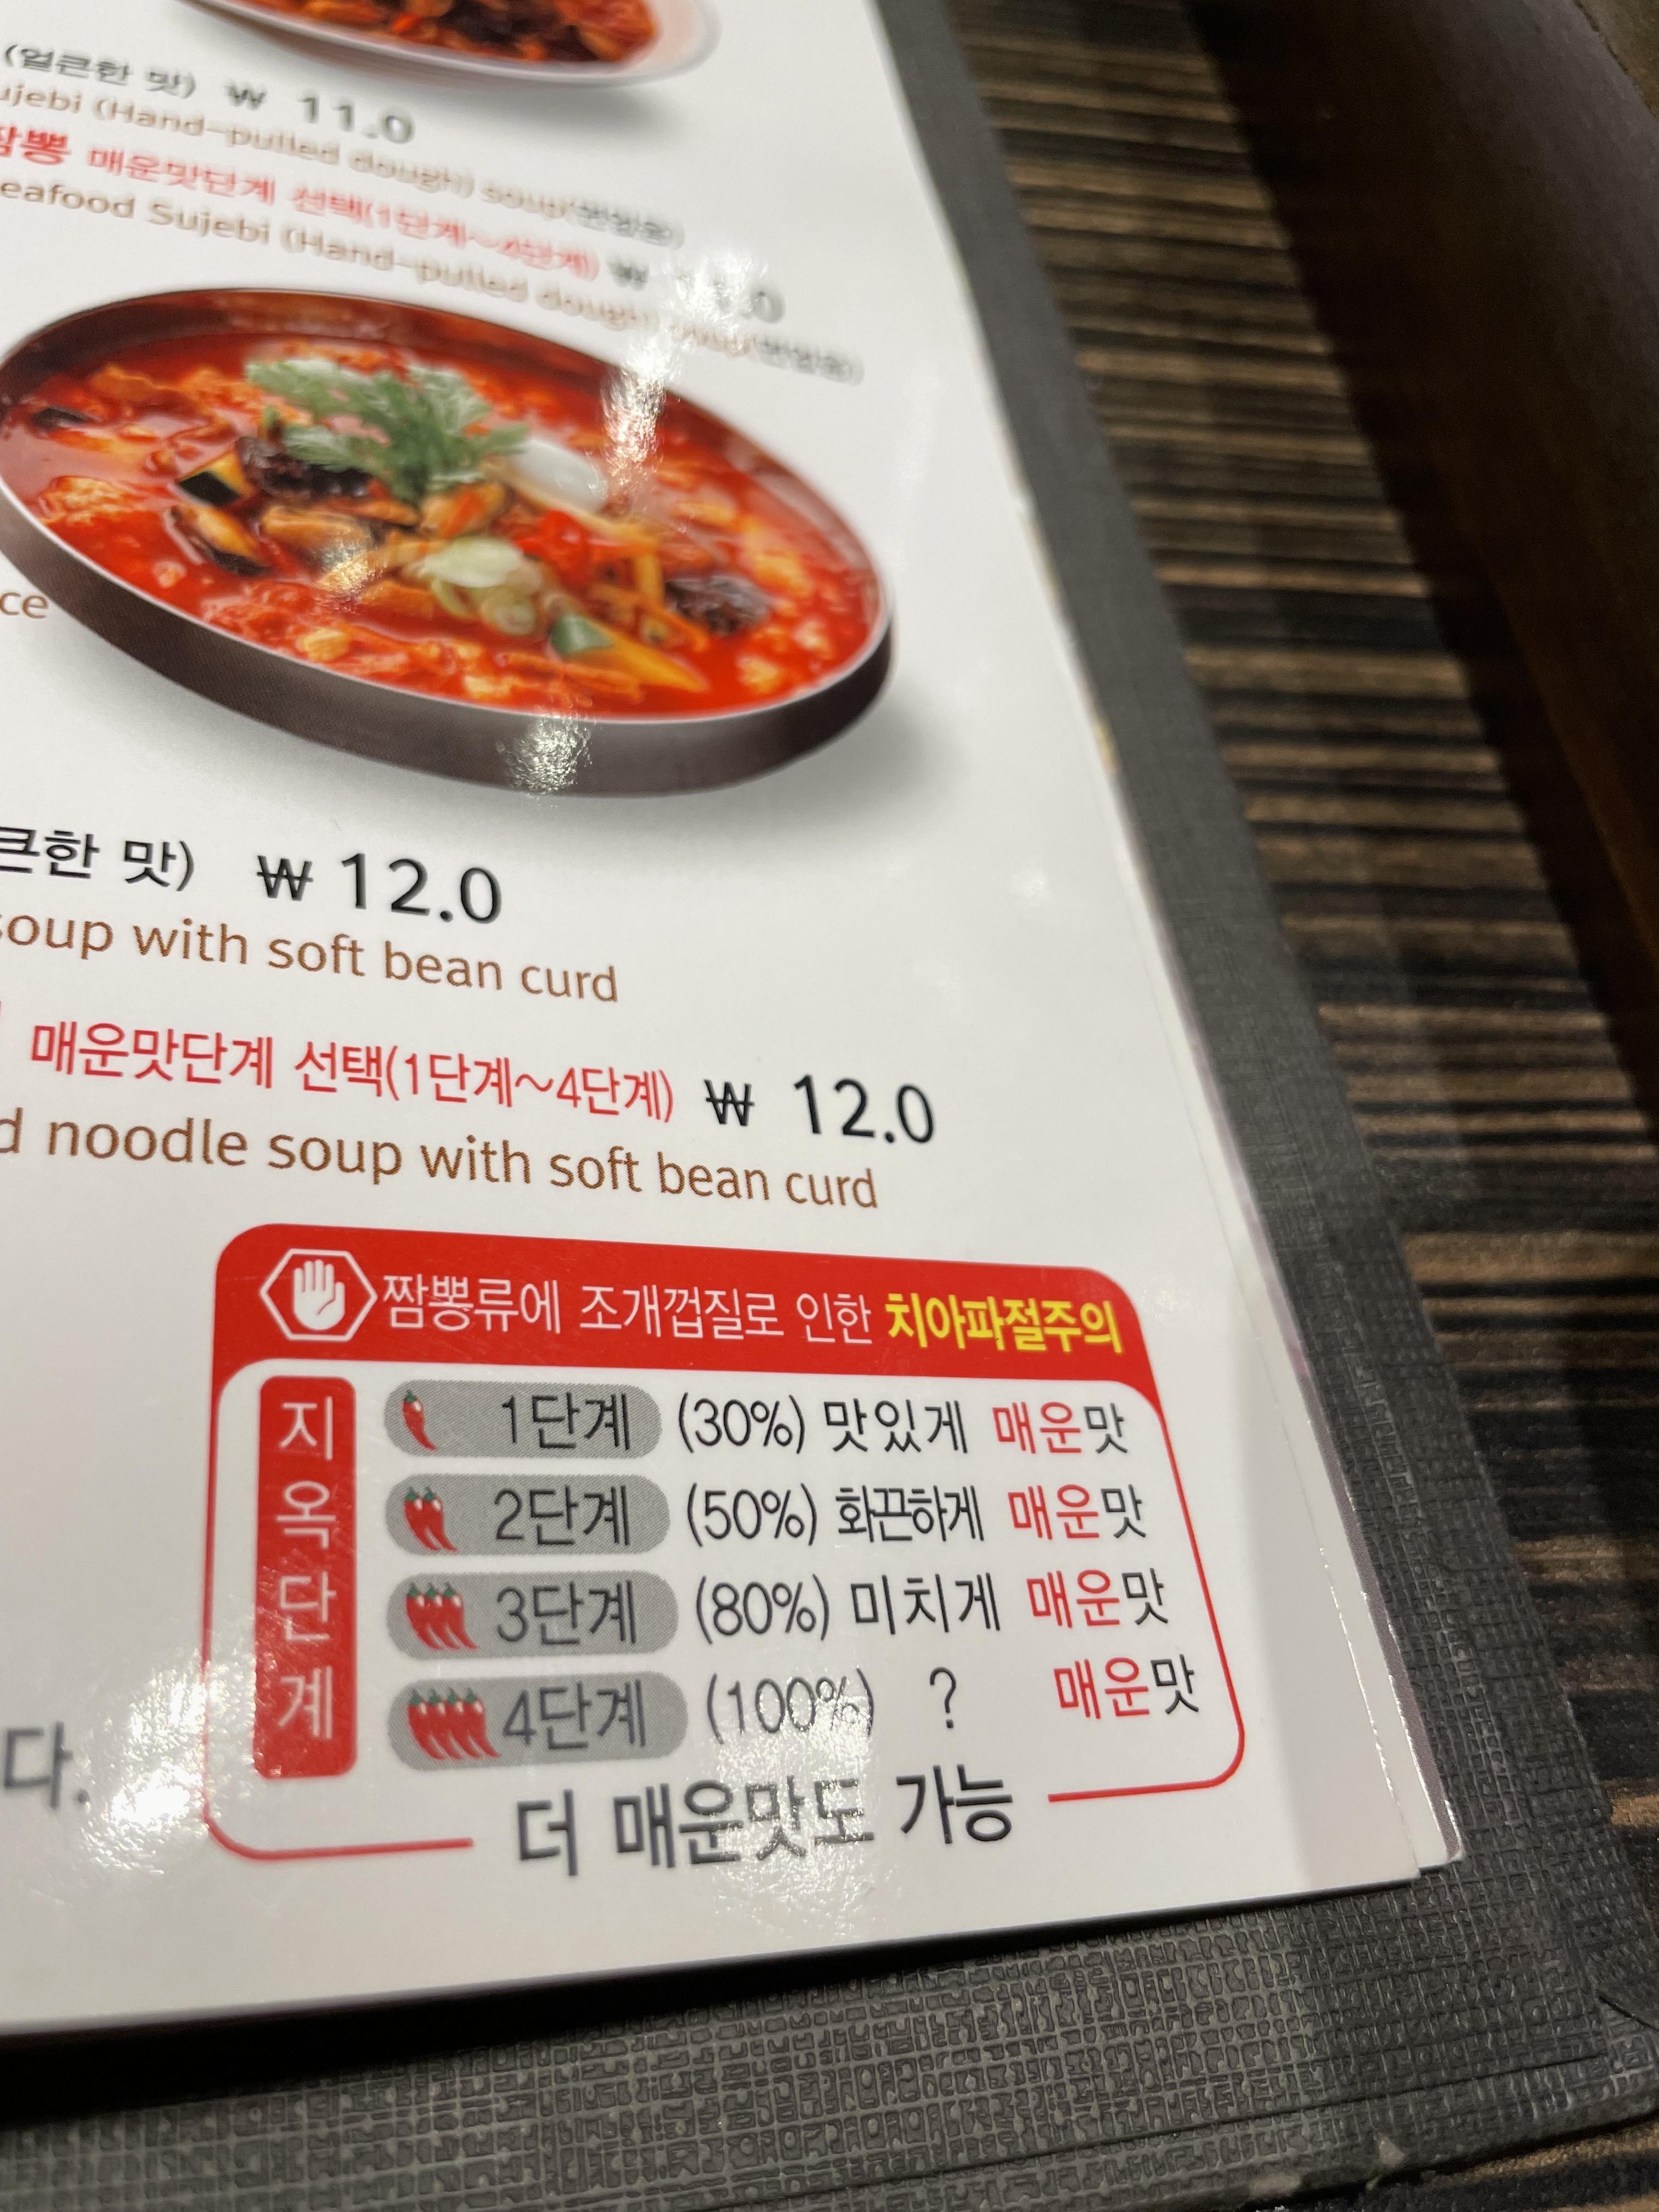 (얼큰한 맛) ₩ 11.0
ujebi (Hand-pulled dough) soup
짬뽕 매운맛단계 선택(1단계~4단계) ₩
eafood Sujebi (Hand-pulled dough)
ce
큰한 맛) ₩ 12.0
soup with soft bean curd
매운맛단계 선택(1단계~4단계) ₩ 12.0
d noodle soup with soft bean curd
짬뽕류에 조개껍질로 인한 치아파절주의
지옥단계
1단계 (30%) 맛있게 매운맛
2단계 (50%) 화끈하게 매운맛
3단계 (80%) 미치게 매운맛
4단계 (100%) ? 매운맛
다.
더 매운맛도 가능